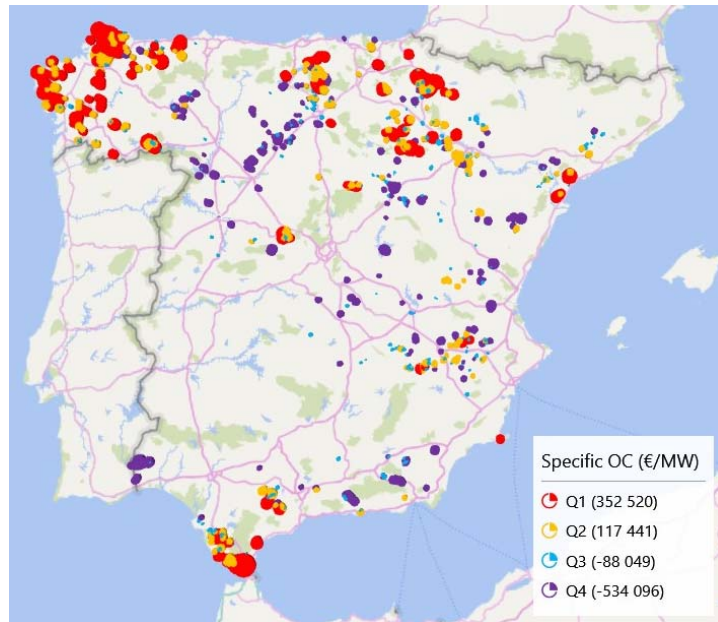 Specific OC (€/MW)
Q1 (352 520)
Q2 (117 441)
Q3 (-88 049)
Q4 (-534 096)